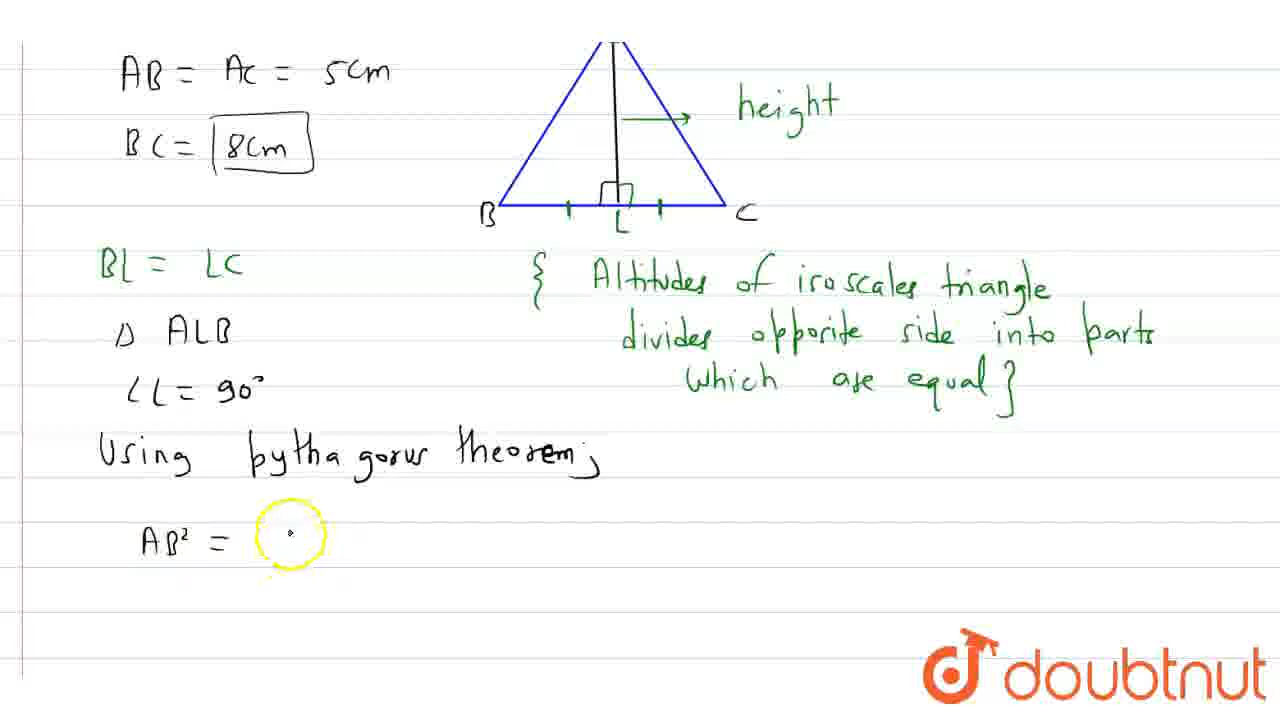 AB = AC = 5cm
BC = 8cm
height
B
L
C
BL = LC
{ Altitudes of isoscales triangle
divides opposite side into parts
which are equal}
Δ ALB
∠L = 90°
Using pythagorus theorem;
AB² =
doubtnut